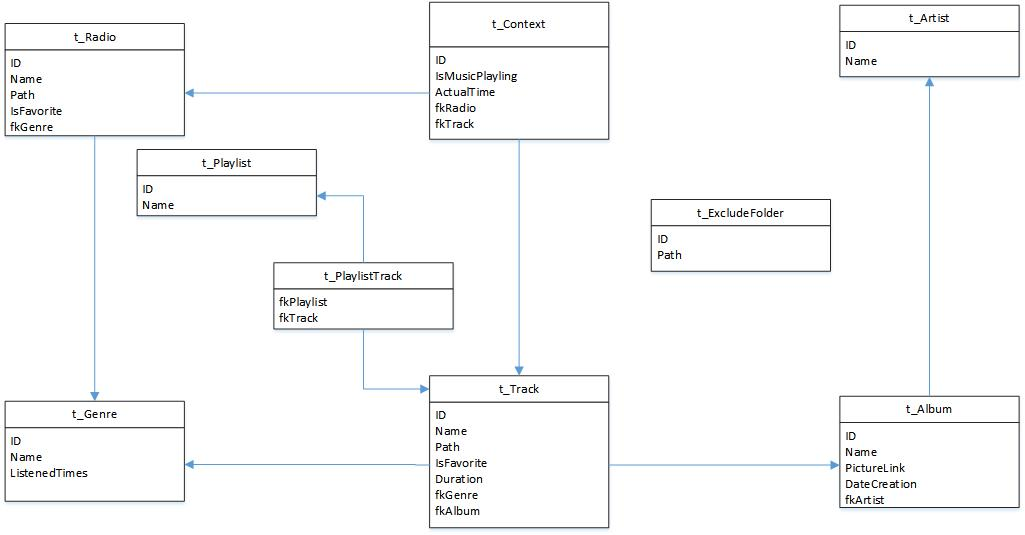 t_Radio
ID
Name
Path
IsFavorite
fkGenre
t_Context
ID
IsMusicPlayling
ActualTime
fkRadio
fkTrack
t_Artist
ID
Name
t_Playlist
ID
Name
t_ExcludeFolder
ID
Path
t_PlaylistTrack
fkPlaylist
fkTrack
t_Genre
ID
Name
ListenedTimes
t_Track
ID
Name
Path
IsFavorite
Duration
fkGenre
fkAlbum
t_Album
ID
Name
PictureLink
DateCreation
fkArtist